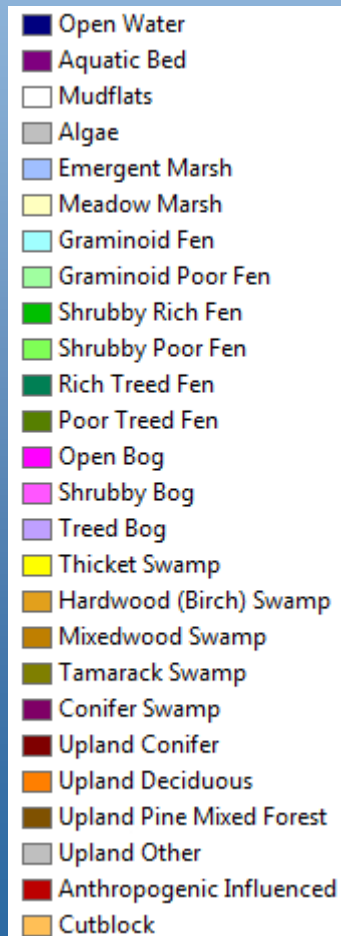 Open Water
Aquatic Bed
Mudflats
Algae
Emergent Marsh
Meadow Marsh
Graminoid Fen
Graminoid Poor Fen
Shrubby Rich Fen
Shrubby Poor Fen
Rich Treed Fen
Poor Treed Fen
Open Bog
Shrubby Bog
Treed Bog
Thicket Swamp
Hardwood (Birch) Swamp
Mixedwood Swamp
Tamarack Swamp
Conifer Swamp
Upland Conifer
Upland Deciduous
Upland Pine Mixed Forest
Upland Other
Anthropogenic Influenced
Cutblock